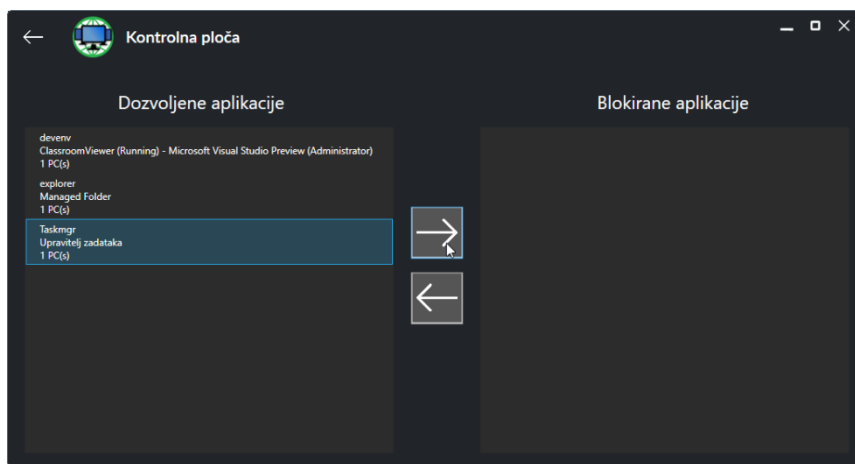 Kontrolna ploča
Dozvoljene aplikacije
devenv
ClassroomViewer (Running) - Microsoft Visual Studio Preview (Administrator)
1 PC(s)
explorer
Managed Folder
1 PC(s)
Taskmgr
Upravitelj zadataka
1 PC(s)
Blokirane aplikacije